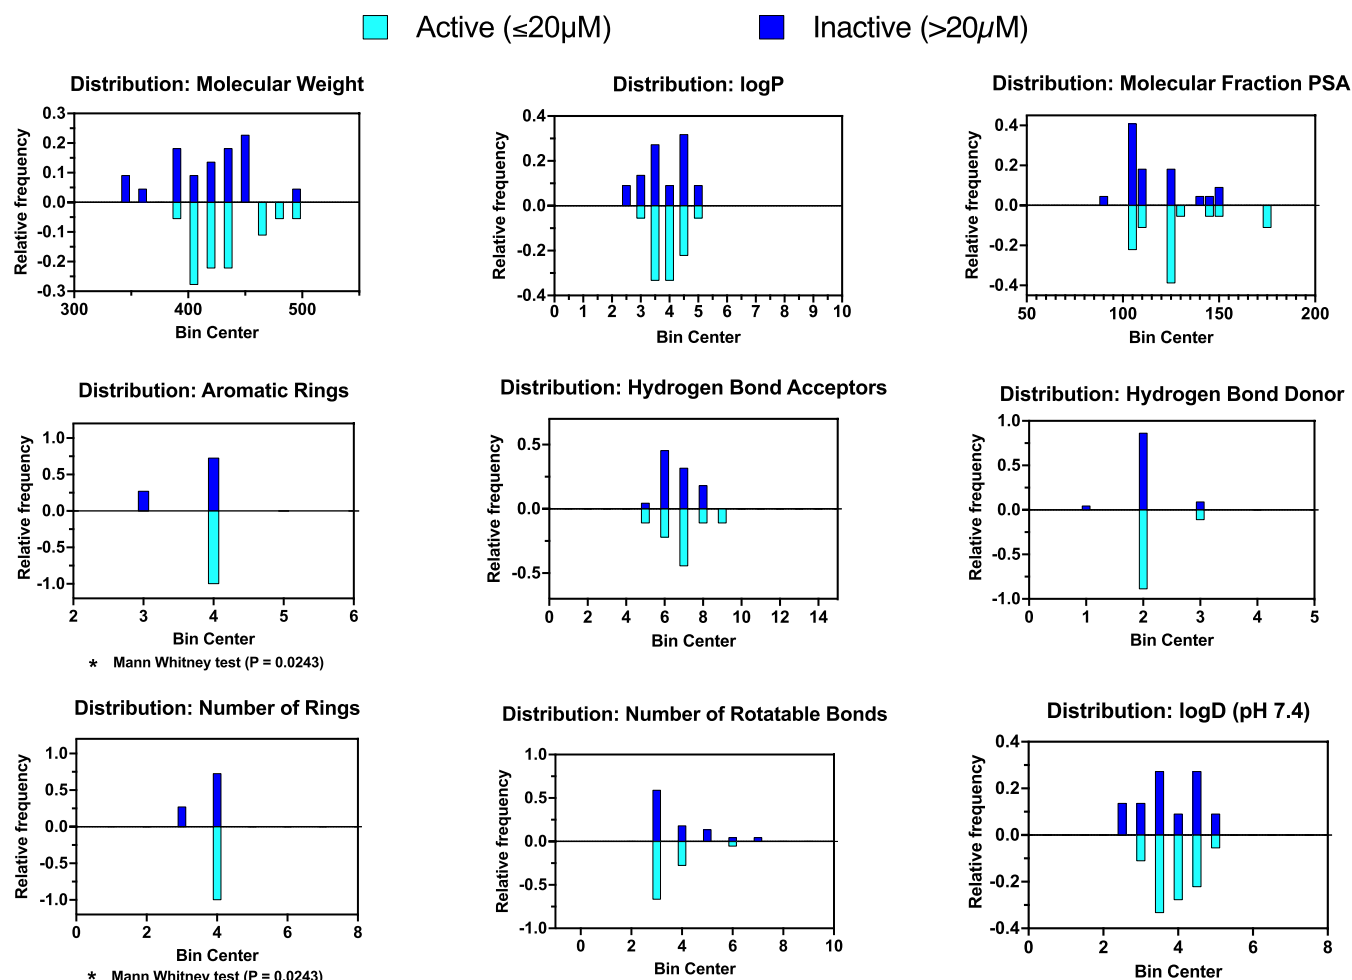 Active (≤20μM)
Inactive (>20μM)
Distribution: Molecular Weight
Relative frequency
0.3
0.2
0.1
0.0
-0.1
-0.2
-0.3
300
400
500
Bin Center
Distribution: logP
Relative frequency
0.4
0.2
0.0
-0.2
-0.4
0 1 2 3 4 5 6 7 8 9 10
Bin Center
Distribution: Molecular Fraction PSA
Relative frequency
0.4
0.2
0.0
-0.2
-0.4
50
100
150
200
Bin Center
Distribution: Aromatic Rings
Relative frequency
1.0
0.5
0.0
-0.5
-1.0
2 3 4 5 6
Bin Center
* Mann Whitney test (P = 0.0243)
Distribution: Hydrogen Bond Acceptors
Relative frequency
0.5
0.0
-0.5
0 2 4 6 8 10 12 14
Bin Center
Distribution: Hydrogen Bond Donor
Relative frequency
1.0
0.5
0.0
-0.5
-1.0
0 1 2 3 4 5
Bin Center
Distribution: Number of Rings
Relative frequency
1.0
0.5
0.0
-0.5
-1.0
0 2 4 6 8
Bin Center
* Mann Whitney test (P = 0.0243)
Distribution: Number of Rotatable Bonds
Relative frequency
1.0
0.5
0.0
-0.5
-1.0
0 2 4 6 8 10
Bin Center
Distribution: logD (pH 7.4)
Relative frequency
0.4
0.2
0.0
-0.2
-0.4
0 2 4 6 8
Bin Center